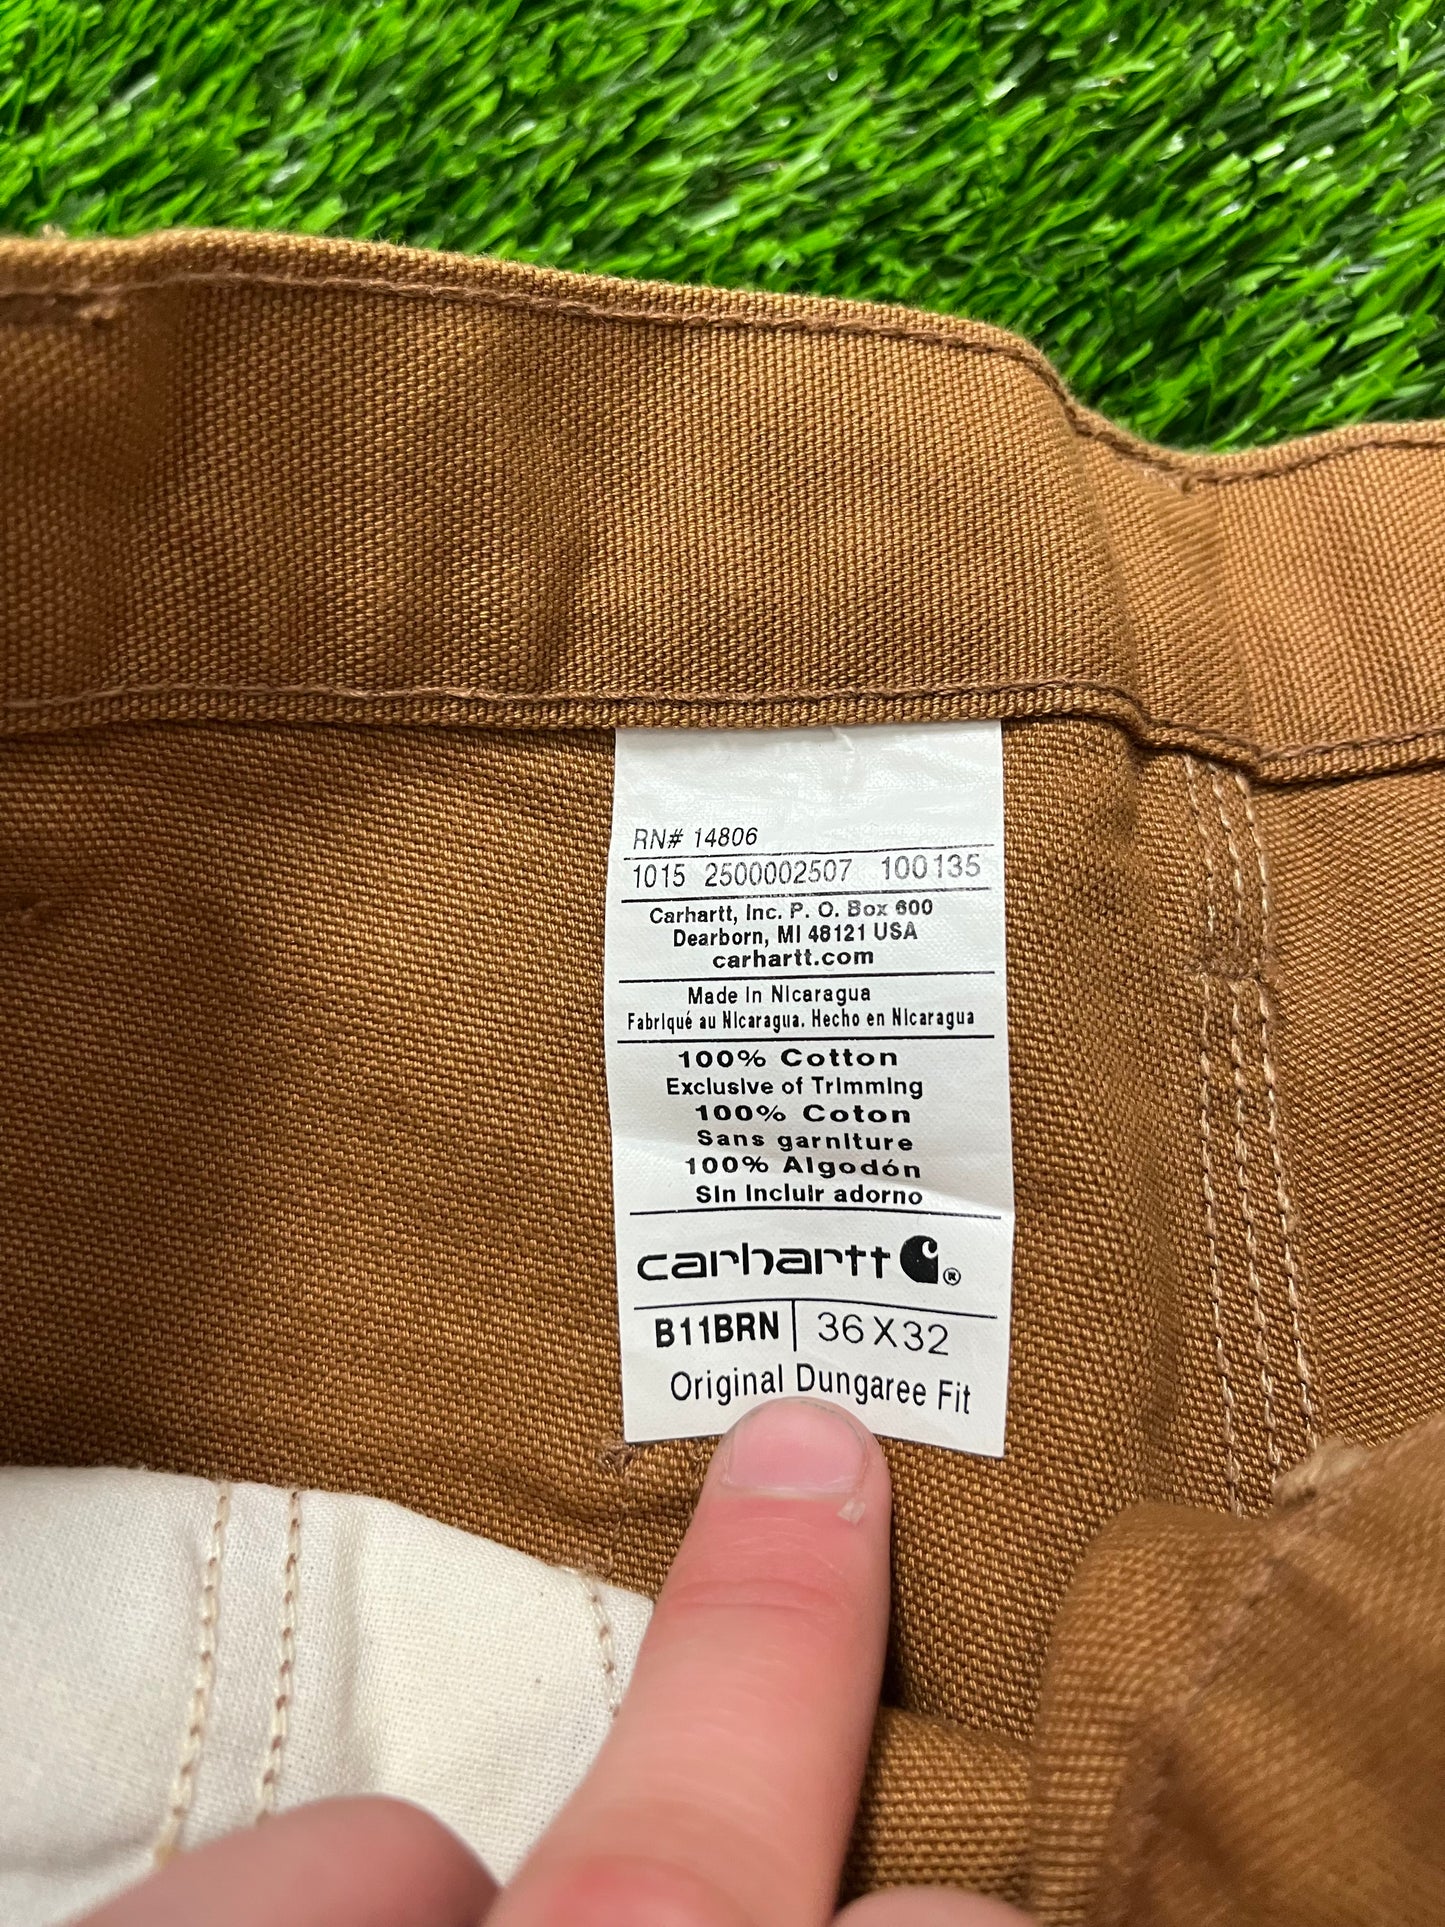 RN# 14806
1015 2500002507 100135
Carhartt, Inc. P. O. Box 600
Dearborn, MI 48121 USA
carhartt.com
Made in Nicaragua
Fabriqué au Nicaragua. Hecho en Nicaragua
100% Cotton
Exclusive of Trimming
100% Coton
Sans garniture
100% Algodón
Sin Incluir adorno
carhartt ®
B11BRN 36X32
Original Dungaree Fit